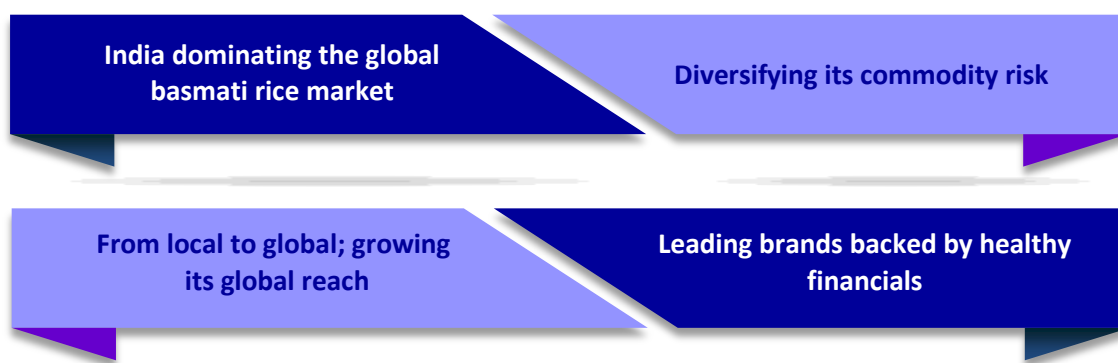 India dominating the global
basmati rice market
Diversifying its commodity risk
From local to global; growing
its global reach
Leading brands backed by healthy
financials